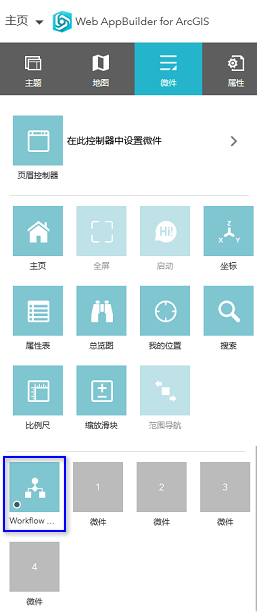 主页 Web AppBuilder for ArcGIS
主题 地图 微件 属性
在此控制器中设置微件
页眉控制器
Hi!
Z
X Y
主页 全屏 启动 坐标
属性表 总览图 我的位置 搜索
比例尺 缩放滑块 范围导航
1 2 3
Workflow ... 微件 微件 微件
4
微件